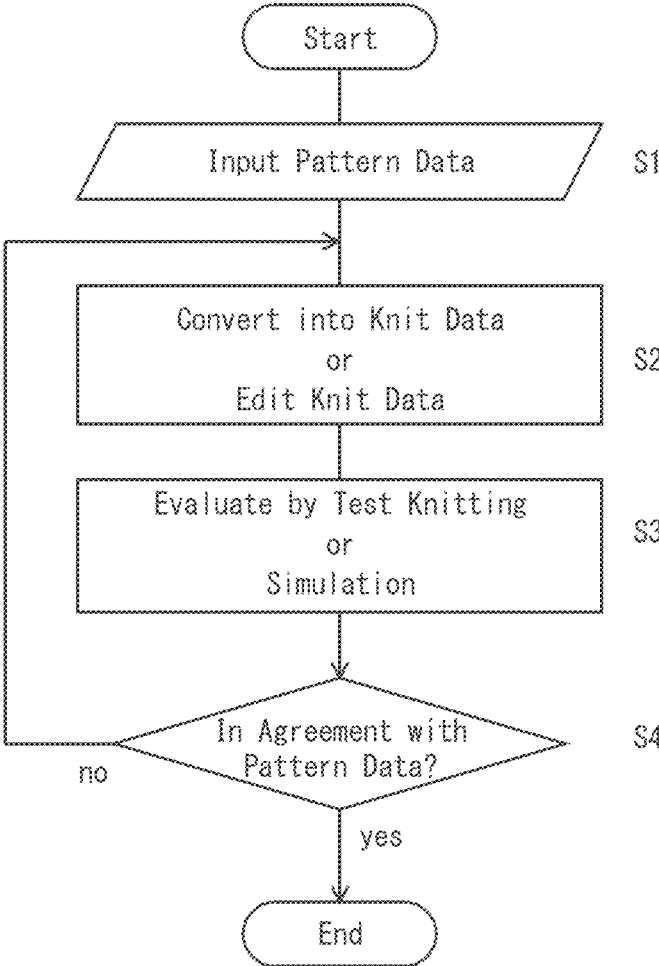 Start
Input Pattern Data
S1
Convert into Knit Data
or
Edit Knit Data
S2
Evaluate by Test Knitting
or
Simulation
S3
In Agreement with
Pattern Data?
S4
no
yes
End